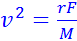 v² = rF/M